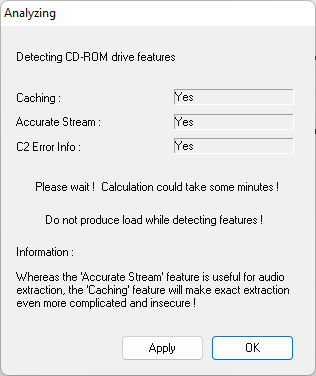 Analyzing
Detecting CD-ROM drive features
Caching : Yes
Accurate Stream : Yes
C2 Error Info : Yes
Please wait ! Calculation could take some minutes !
Do not produce load while detecting features !
Information :
Whereas the 'Accurate Stream' feature is useful for audio
extraction, the 'Caching' feature will make exact extraction
even more complicated and insecure !
Apply OK